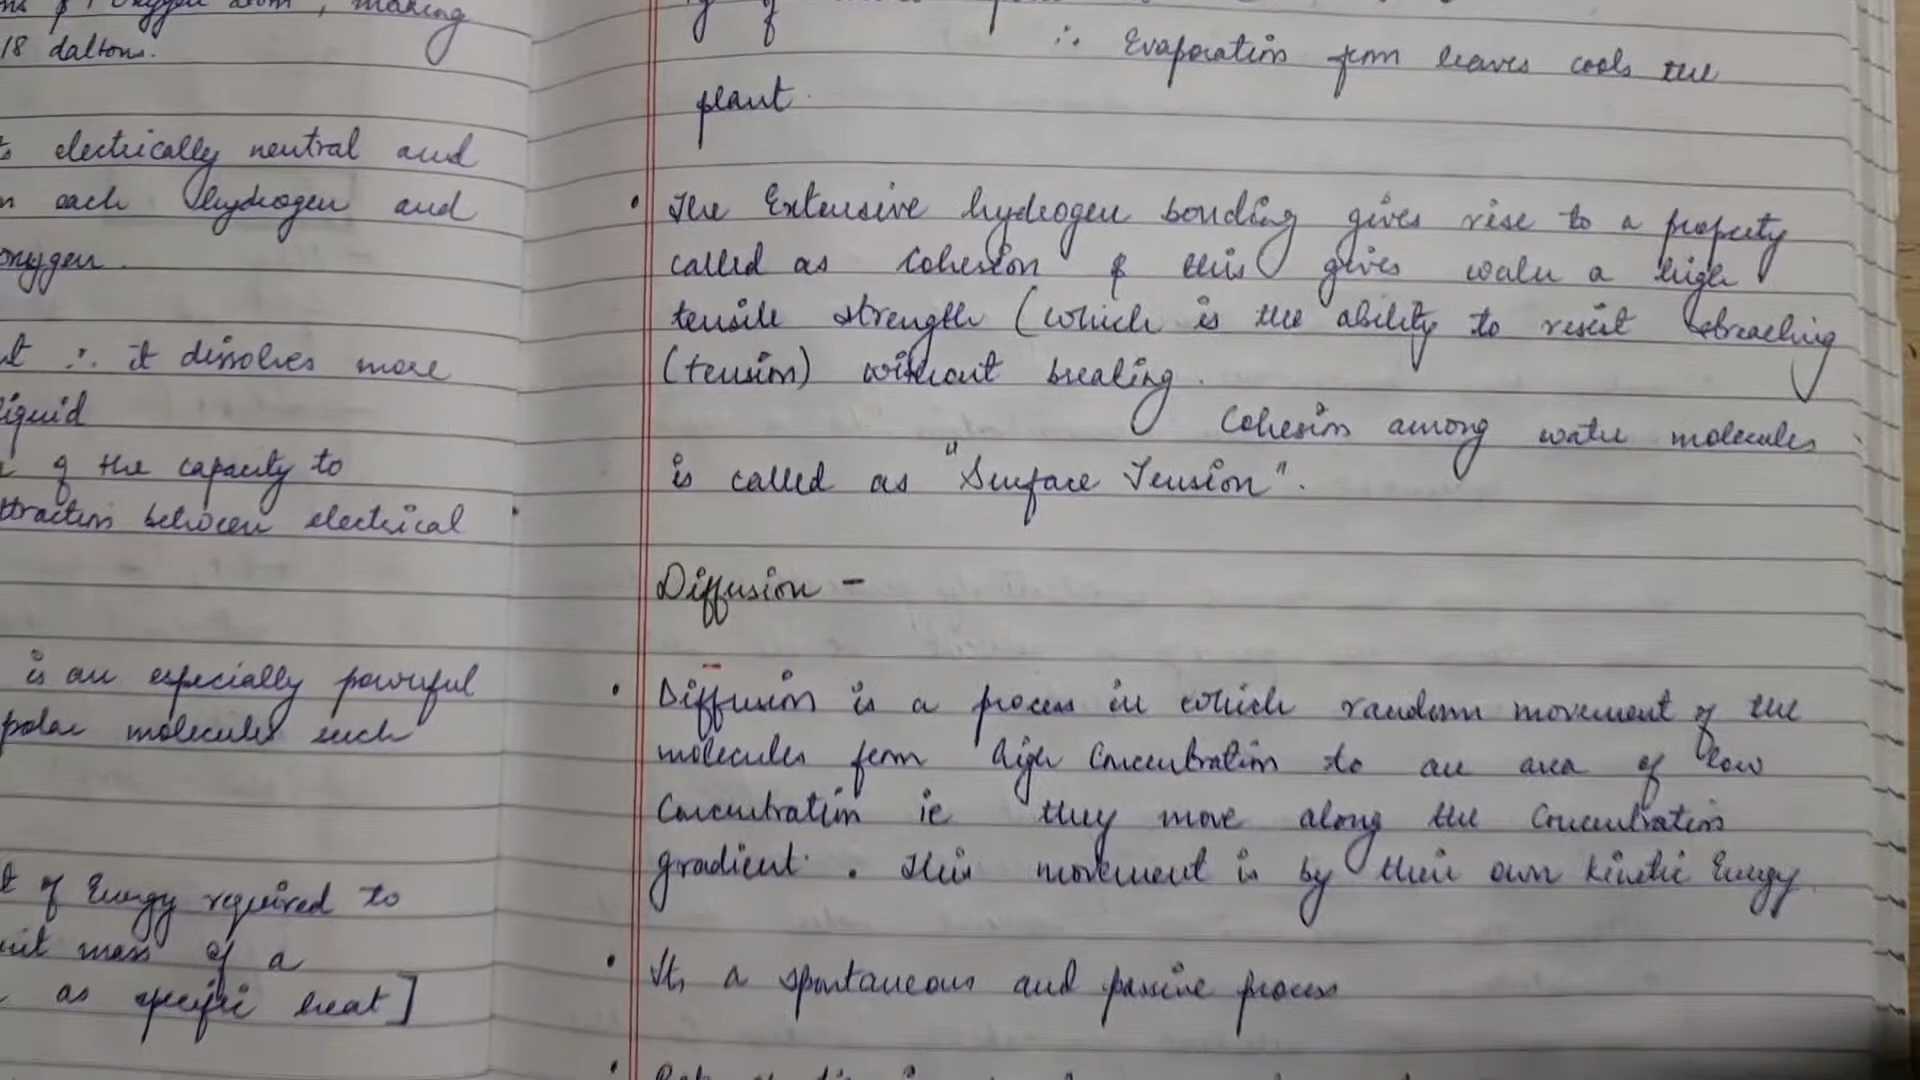 1 Oxygen atom, making
18 daltons.
electrically neutral and
each hydrogen and
oxygen.
∴ it dissolves more
liquid
of the capacity to
attraction between electrical
is an especially powerful
polar molecules such
of Energy required to
unit mass of a
as specific heat]
∴ Evaporation from leaves cools the
plant.
• The Extensive hydrogen bonding gives rise to a property
called as Cohesion & this gives water a high
tensile strength (which is the ability to resist streaching
(tension) without breaking.
Cohesion among water molecules
is called as "Surface Tension".
Diffusion -
• Diffusion is a process in which random movement of the
molecules from high Concentration to an area of low
Concentration ie they move along the Concentration
gradient. This movement is by their own kinetic Energy
• It's a spontaneous and passive process